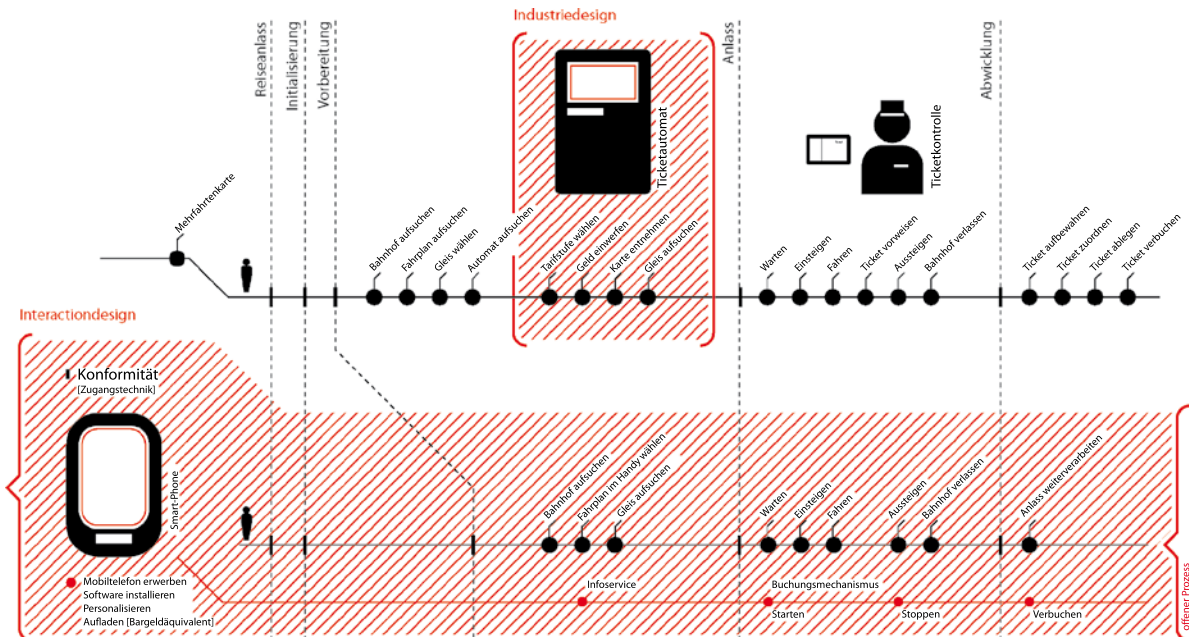 Industriedesign
Reiseanlass
Initialisierung
Vorbereitung
Anlass
Abwicklung
Ticketautomat
Ticketkontrolle
Mehrfahrtenkarte
Bahnhof aufsuchen
Fahrplan aufsuchen
Gleis wählen
Automat aufsuchen
Tarifstufe wählen
Geld einwerfen
Karte entnehmen
Gleis aufsuchen
Warten
Einsteigen
Fahren
Ticket vorweisen
Aussteigen
Bahnhof verlassen
Ticket aufbewahren
Ticket zuordnen
Ticket ablegen
Ticket verbuchen
Interactiondesign
Konformität
[Zugangstechnik]
Smart-Phone
Bahnhof aufsuchen
Fahrplan im Handy wählen
Gleis aufsuchen
Warten
Einsteigen
Fahren
Aussteigen
Bahnhof verlassen
Anlass weiterverarbeiten
Mobiltelefon erwerben
Software installieren
Personalisieren
Aufladen [Bargeldäquivalent]
Infoservice
Buchungsmechanismus
Starten
Stoppen
Verbuchen
offener Prozess